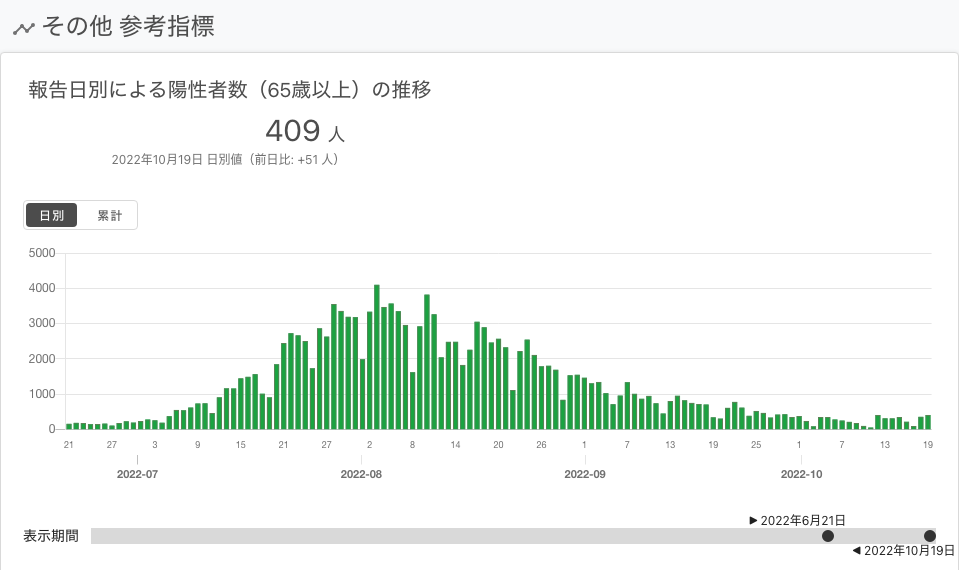 その他 参考指標
報告日別による陽性者数（65歳以上）の推移
409 人
2022年10月19日 日別値（前日比: +51 人）
日別 累計
5000
4000
3000
2000
1000
0
21 27 3 9 15 21 27 2 8 14 20 26 1 7 13 19 25 1 7 13 19
2022-07 2022-08 2022-09 2022-10
▶ 2022年6月21日
表示期間
◀ 2022年10月19日